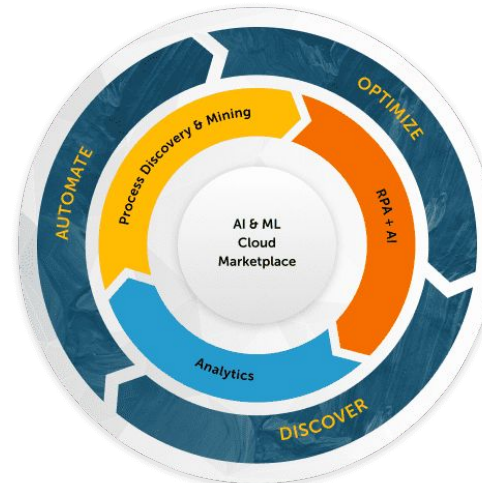 AUTOMATE
OPTIMIZE
DISCOVER
Process Discovery & Mining
RPA + AI
Analytics
AI & ML
Cloud
Marketplace